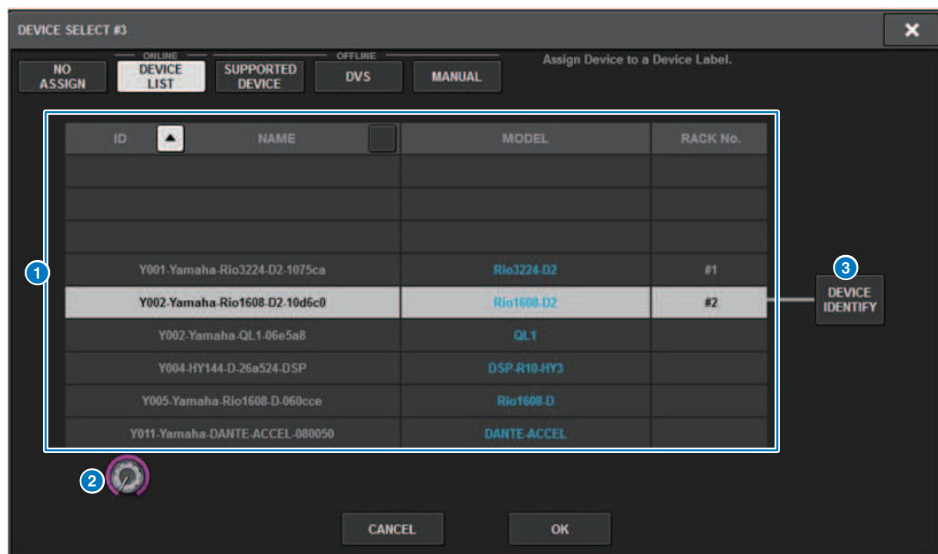 DEVICE SELECT #3
ONLINE
OFFLINE
NO ASSIGN
DEVICE LIST
SUPPORTED DEVICE
DVS
MANUAL
Assign Device to a Device Label.
ID ▲ NAME MODEL RACK No.
1
Y001-Yamaha-Rio3224-D2-1075ca Rio3224-D2 #1
3
Y002-Yamaha-Rio1608-D2-10d6c0 Rio1608-D2 #2
DEVICE IDENTIFY
Y002-Yamaha-QL1-06e5a8 QL1
Y004-HY144-D-26a524-DSP DSP-R10-HY3
Y005-Yamaha-Rio1608-D-060cce Rio1608-D
Y011-Yamaha-DANTE-ACCEL-080050 DANTE-ACCEL
2
CANCEL
OK